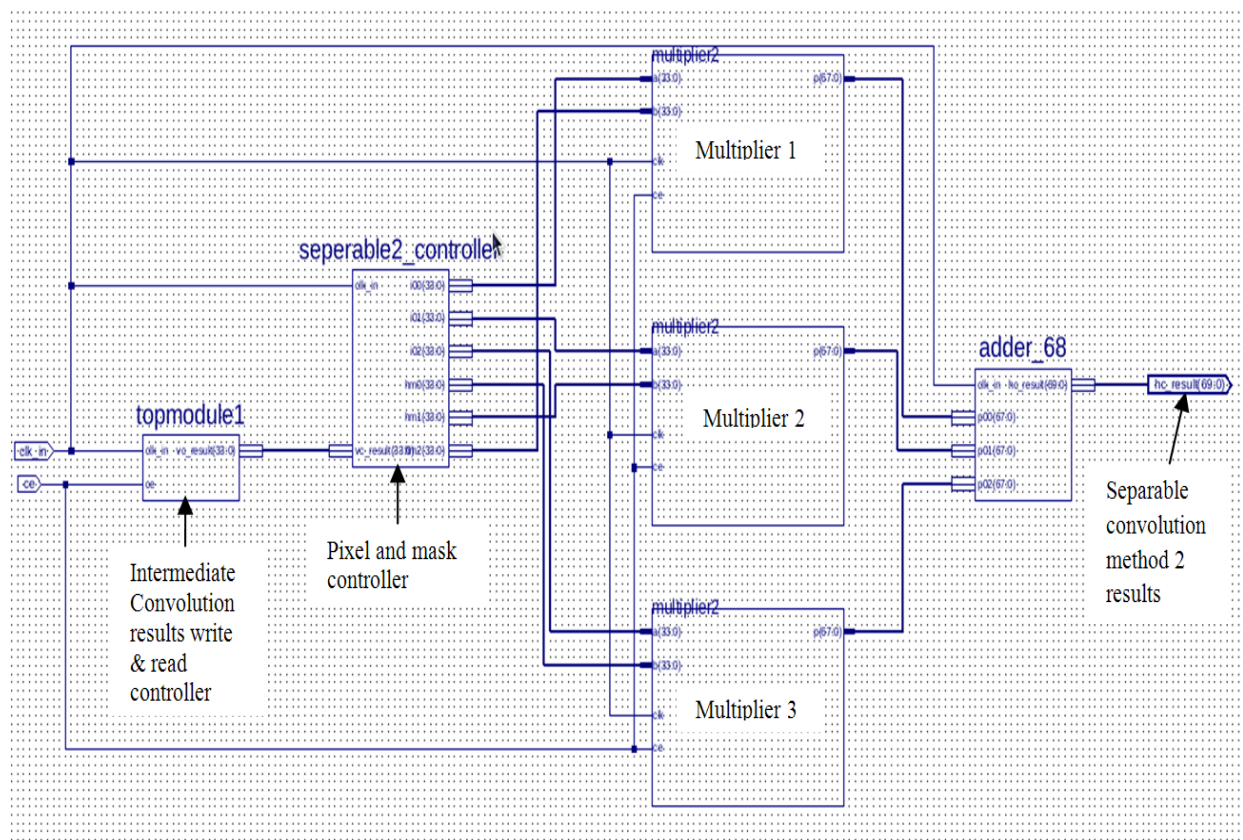 multiplier2
a(33:0) p(67:0)
b(33:0)
Multiplier 1
clk
ce
seperable2_controller
clk_in i00(33:0)
i01(33:0)
i02(33:0)
hm0(33:0)
hm1(33:0)
vc_result(33:0)
multiplier2
a(33:0) p(67:0)
b(33:0)
Multiplier 2
clk
ce
adder_68
clk_in hc_result(69:0)
p00(67:0)
p01(67:0)
p02(67:0)
hc_result(69:0)
topmodule1
clk_in
clk_in vc_result(33:0)
ce
ce
Intermediate
Convolution
results write
& read
controller
Pixel and mask
controller
Separable
convolution
method 2
results
multiplier2
a(33:0) p(67:0)
b(33:0)
Multiplier 3
clk
ce